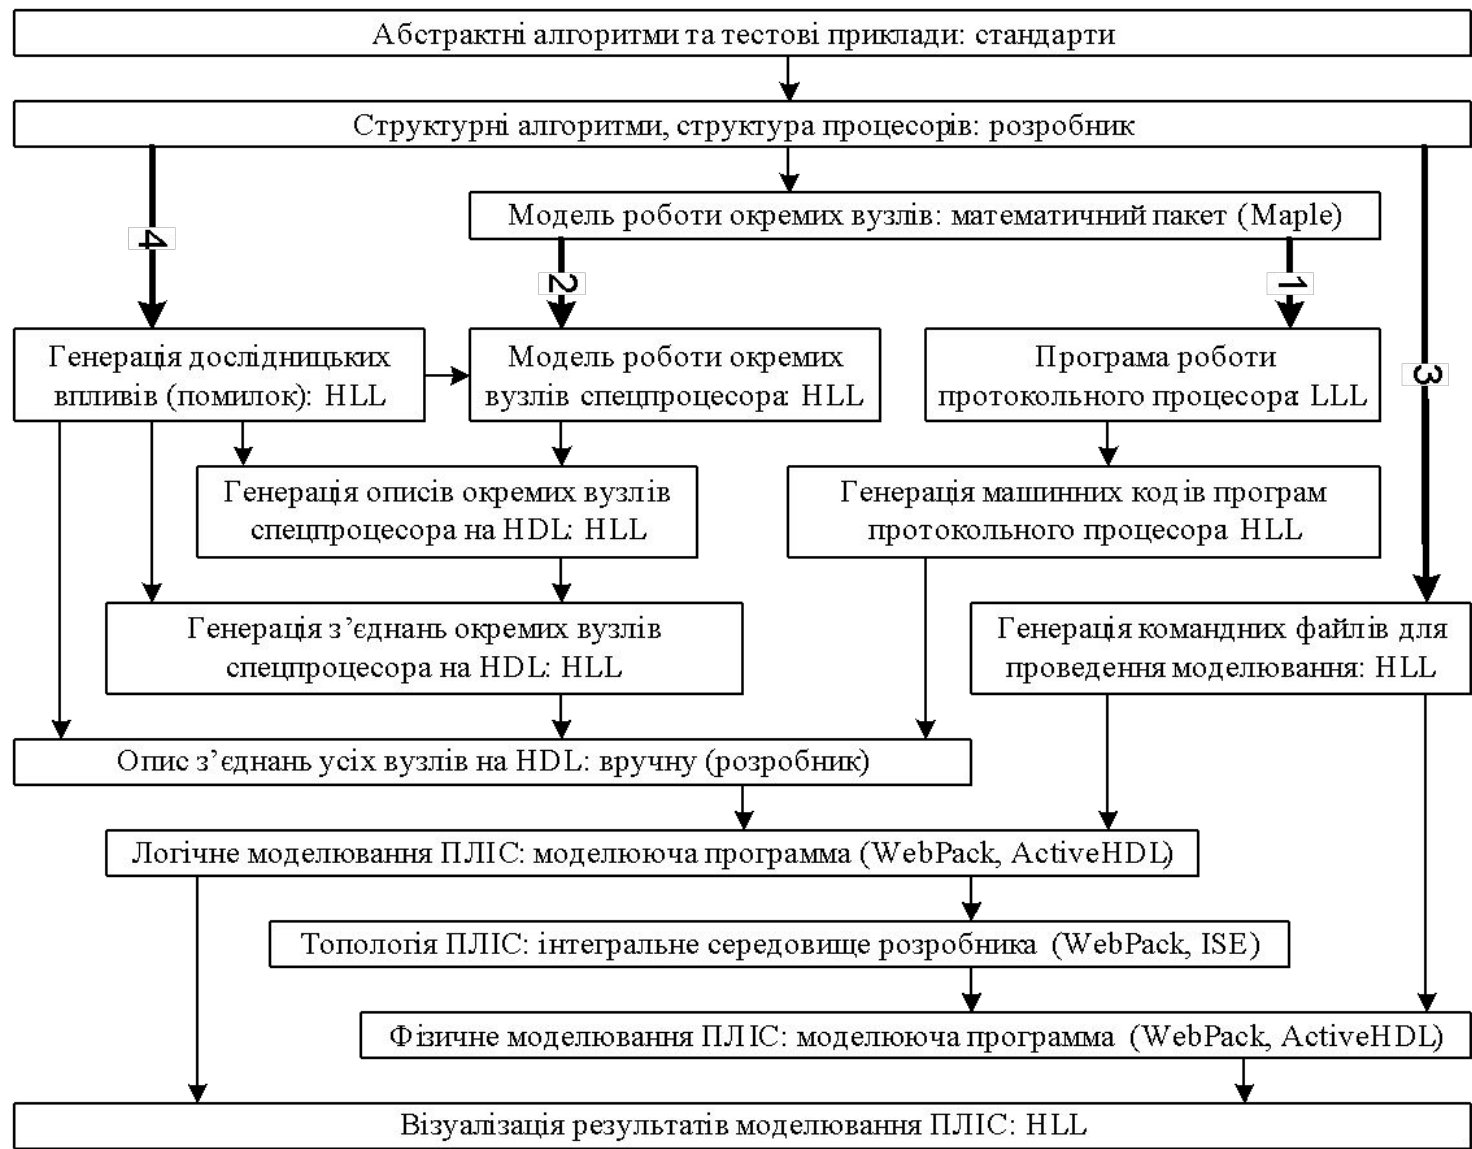 Абстрактні алгоритми та тестові приклади: стандарти
Структурні алгоритми, структура процесорів: розробник
Модель роботи окремих вузлів: математичний пакет (Maple)
4
2
1
3
Генерація дослідницьких
впливів (помилок): HLL
Модель роботи окремих
вузлів спецпроцесора: HLL
Програма роботи
протокольного процесора: LLL
Генерація описів окремих вузлів
спецпроцесора на HDL: HLL
Генерація машинних кодів програм
протокольного процесора HLL
Генерація з’єднань окремих вузлів
спецпроцесора на HDL: HLL
Генерація командних файлів для
проведення моделювання: HLL
Опис з’єднань усіх вузлів на HDL: вручну (розробник)
Логічне моделювання ПЛІС: моделююча программа (WebPack, ActiveHDL)
Топологія ПЛІС: інтегральне середовище розробника (WebPack, ISE)
Фізичне моделювання ПЛІС: моделююча программа (WebPack, ActiveHDL)
Візуалізація результатів моделювання ПЛІС: HLL